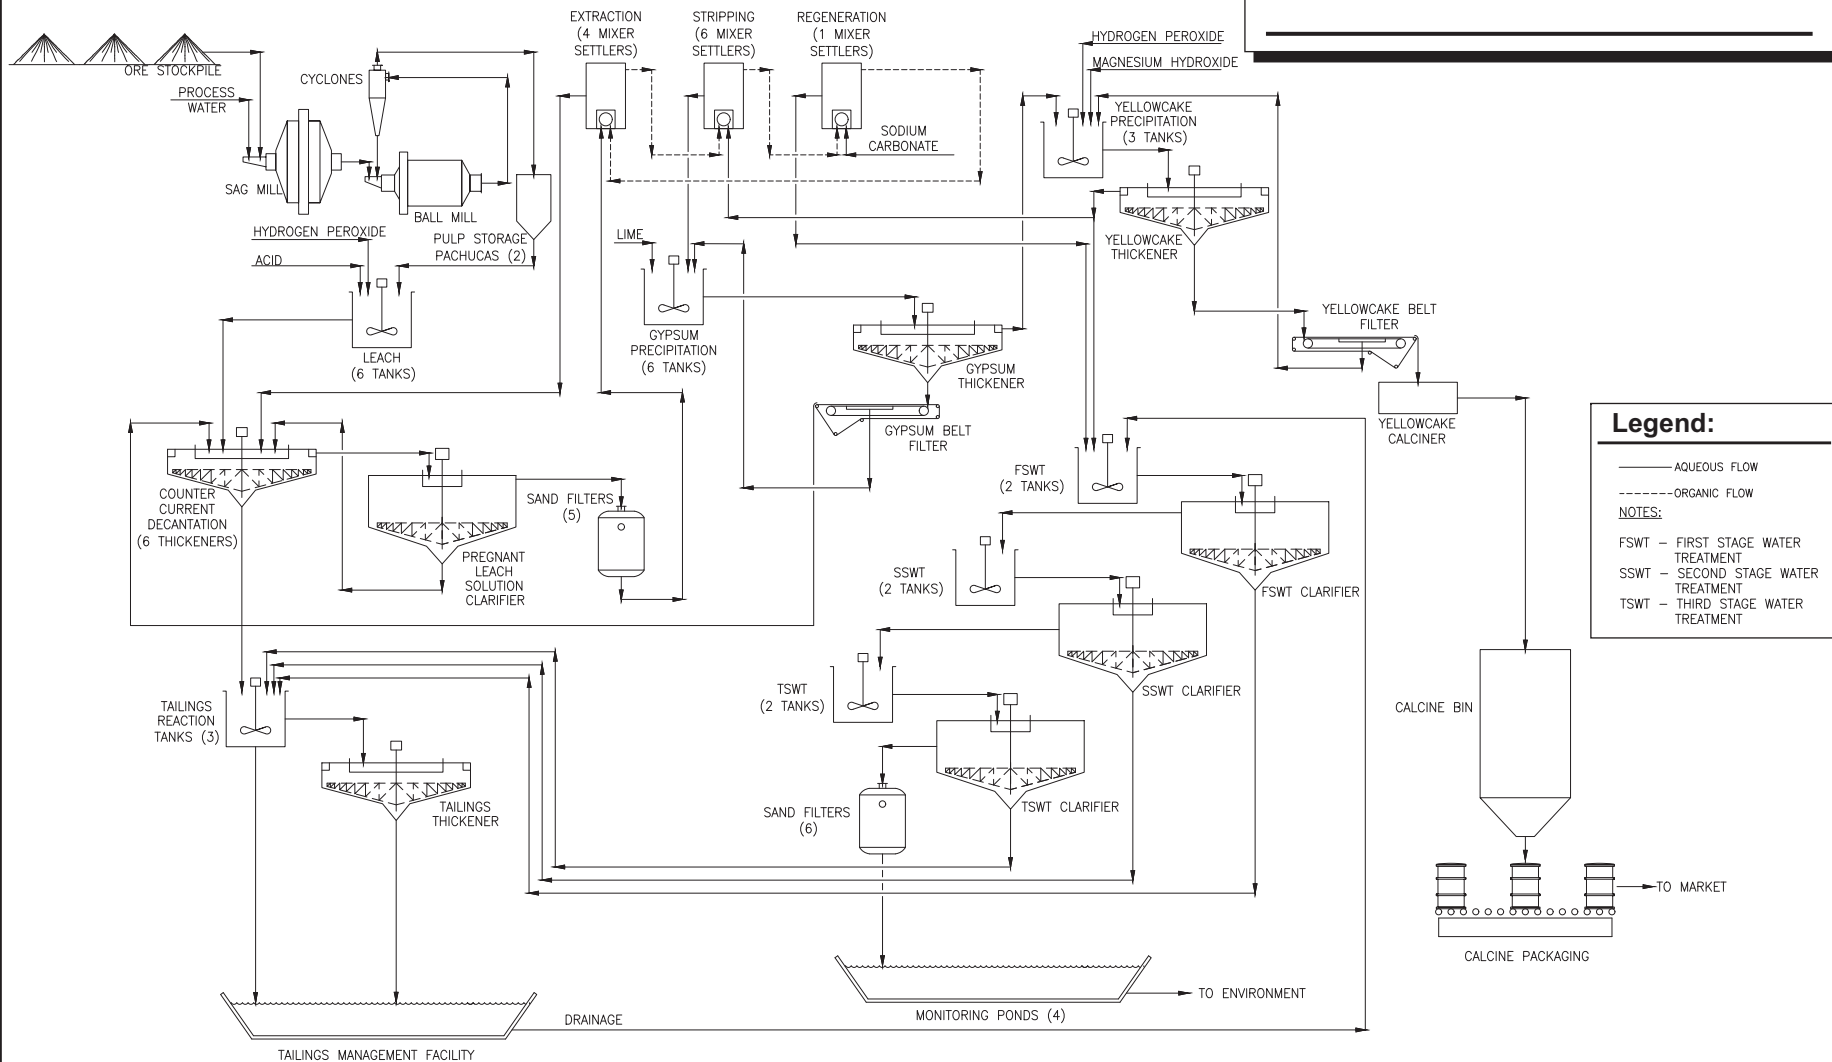 EXTRACTION
(4 MIXER
SETTLERS)
STRIPPING
(6 MIXER
SETTLERS)
REGENERATION
(1 MIXER
SETTLERS)
HYDROGEN PEROXIDE
MAGNESIUM HYDROXIDE
ORE STOCKPILE
PROCESS
WATER
CYCLONES
SAG MILL
BALL MILL
SODIUM
CARBONATE
YELLOWCAKE
PRECIPITATION
(3 TANKS)
HYDROGEN PEROXIDE
ACID
PULP STORAGE
PACHUCAS (2)
LIME
YELLOWCAKE
THICKENER
LEACH
(6 TANKS)
GYPSUM
PRECIPITATION
(6 TANKS)
GYPSUM
THICKENER
YELLOWCAKE BELT
FILTER
GYPSUM BELT
FILTER
YELLOWCAKE
CALCINER
COUNTER
CURRENT
DECANTATION
(6 THICKENERS)
SAND FILTERS
(5)
PREGNANT
LEACH
SOLUTION
CLARIFIER
FSWT
(2 TANKS)
FSWT CLARIFIER
SSWT
(2 TANKS)
SSWT CLARIFIER
TSWT
(2 TANKS)
TSWT CLARIFIER
TAILINGS
REACTION
TANKS (3)
TAILINGS
THICKENER
SAND FILTERS
(6)
CALCINE BIN
TO MARKET
CALCINE PACKAGING
TO ENVIRONMENT
MONITORING PONDS (4)
DRAINAGE
TAILINGS MANAGEMENT FACILITY
Legend:
AQUEOUS FLOW
ORGANIC FLOW
NOTES:
FSWT – FIRST STAGE WATER
TREATMENT
SSWT – SECOND STAGE WATER
TREATMENT
TSWT – THIRD STAGE WATER
TREATMENT